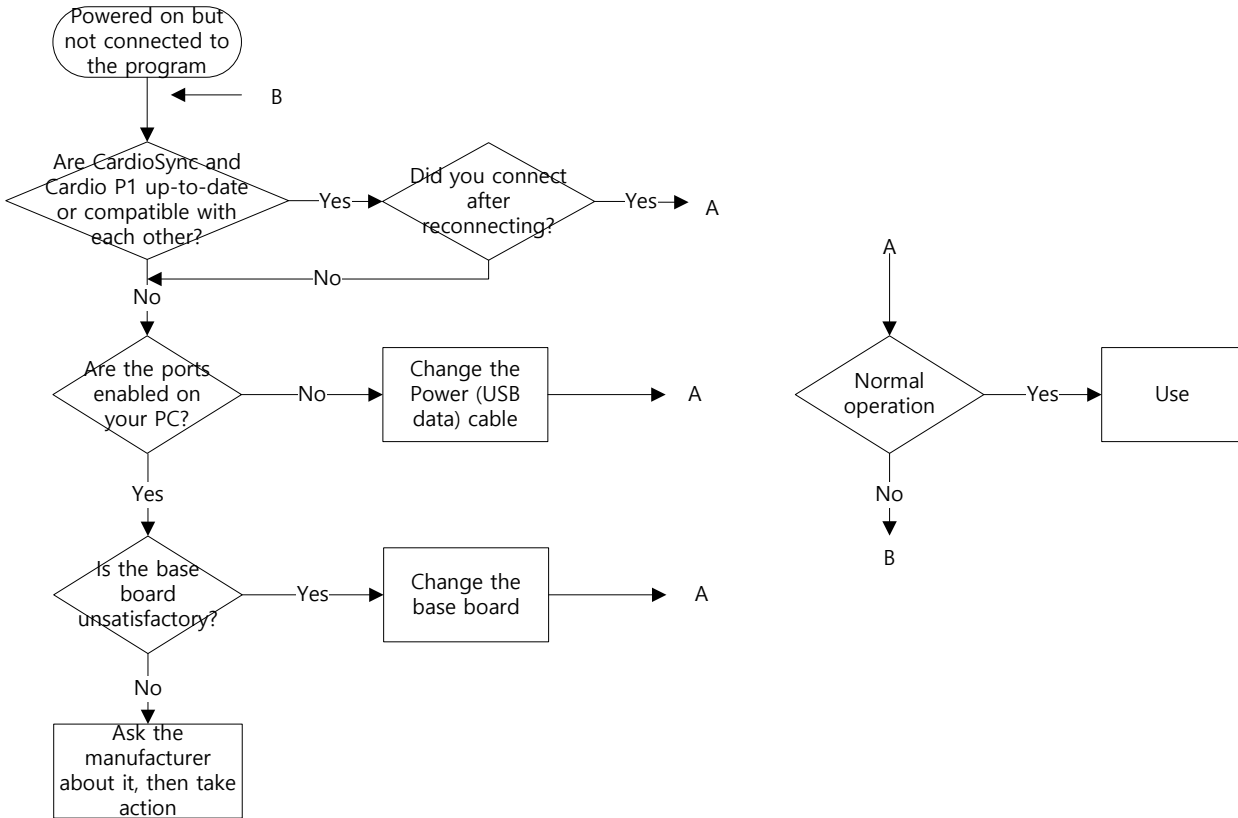 Powered on but
not connected to
the program
B
Are CardioSync and
Cardio P1 up-to-date
or compatible with
each other?
Yes
Did you connect
after
reconnecting?
Yes
A
No
No
Are the ports
enabled on
your PC?
No
Change the
Power (USB
data) cable
A
Yes
Is the base
board
unsatisfactory?
Yes
Change the
base board
A
No
Ask the
manufacturer
about it, then take
action
A
Normal
operation
Yes
Use
No
B